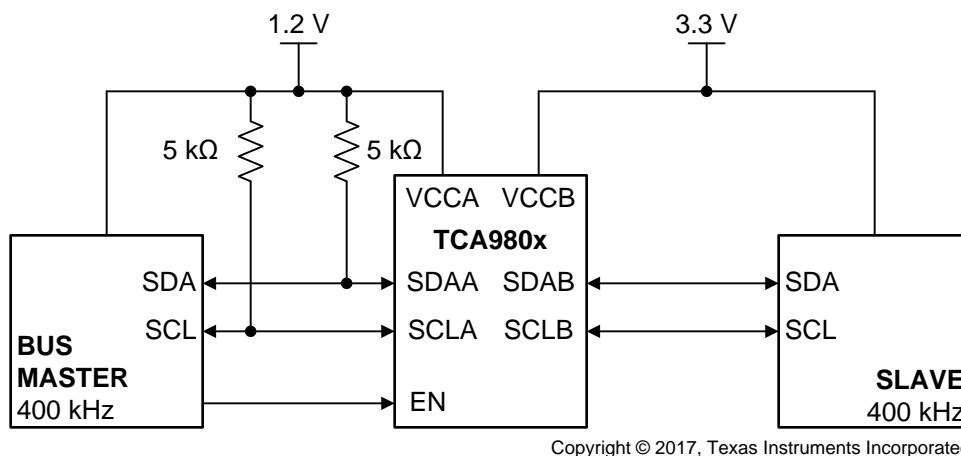 1.2 V
3.3 V
5 kΩ
5 kΩ
VCCA
VCCB
TCA980x
SDA
SDAA
SDAB
SDA
SCL
SCLA
SCLB
SCL
BUS
MASTER
400 kHz
EN
SLAVE
400 kHz
Copyright © 2017, Texas Instruments Incorporate